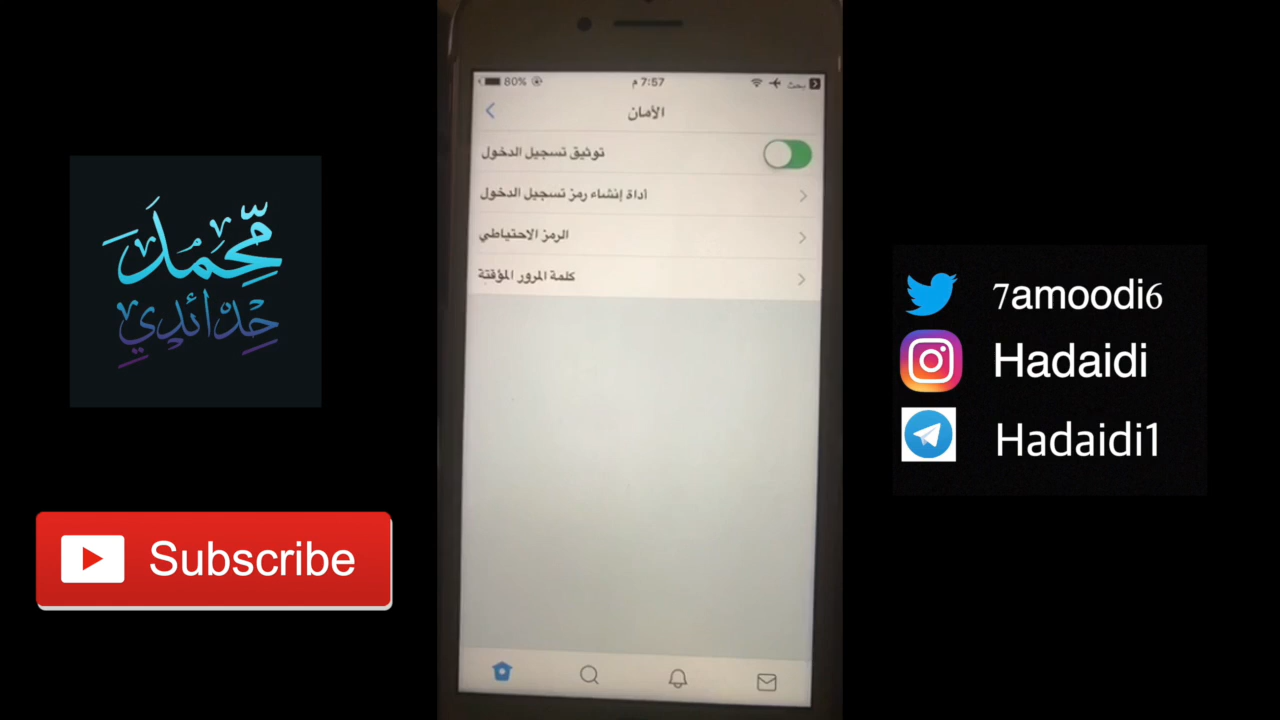 مُحَمَّد
حدائدي
Subscribe
80%
7:57 م
بحث
الأمان
توثيق تسجيل الدخول
أداة إنشاء رمز تسجيل الدخول
الرمز الاحتياطي
كلمة المرور المؤقتة
7amoodi6
Hadaidi
Hadaidi1